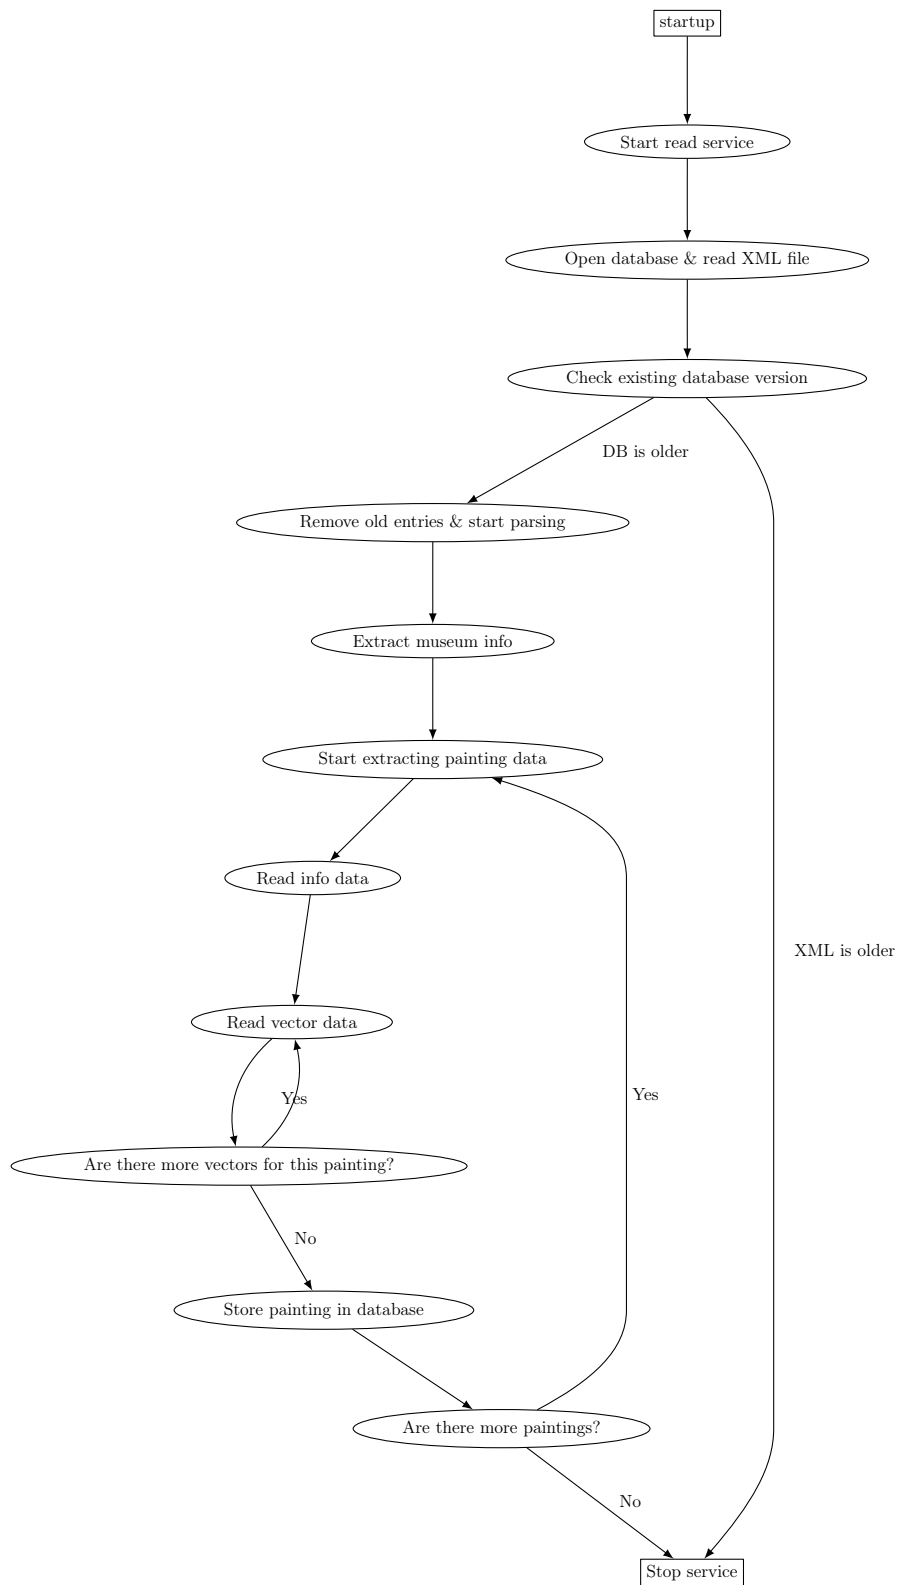 startup
Start read service
Open database & read XML file
Check existing database version
DB is older
Remove old entries & start parsing
Extract museum info
Start extracting painting data
Read info data
XML is older
Read vector data
Yes
Yes
Are there more vectors for this painting?
No
Store painting in database
Are there more paintings?
No
Stop service